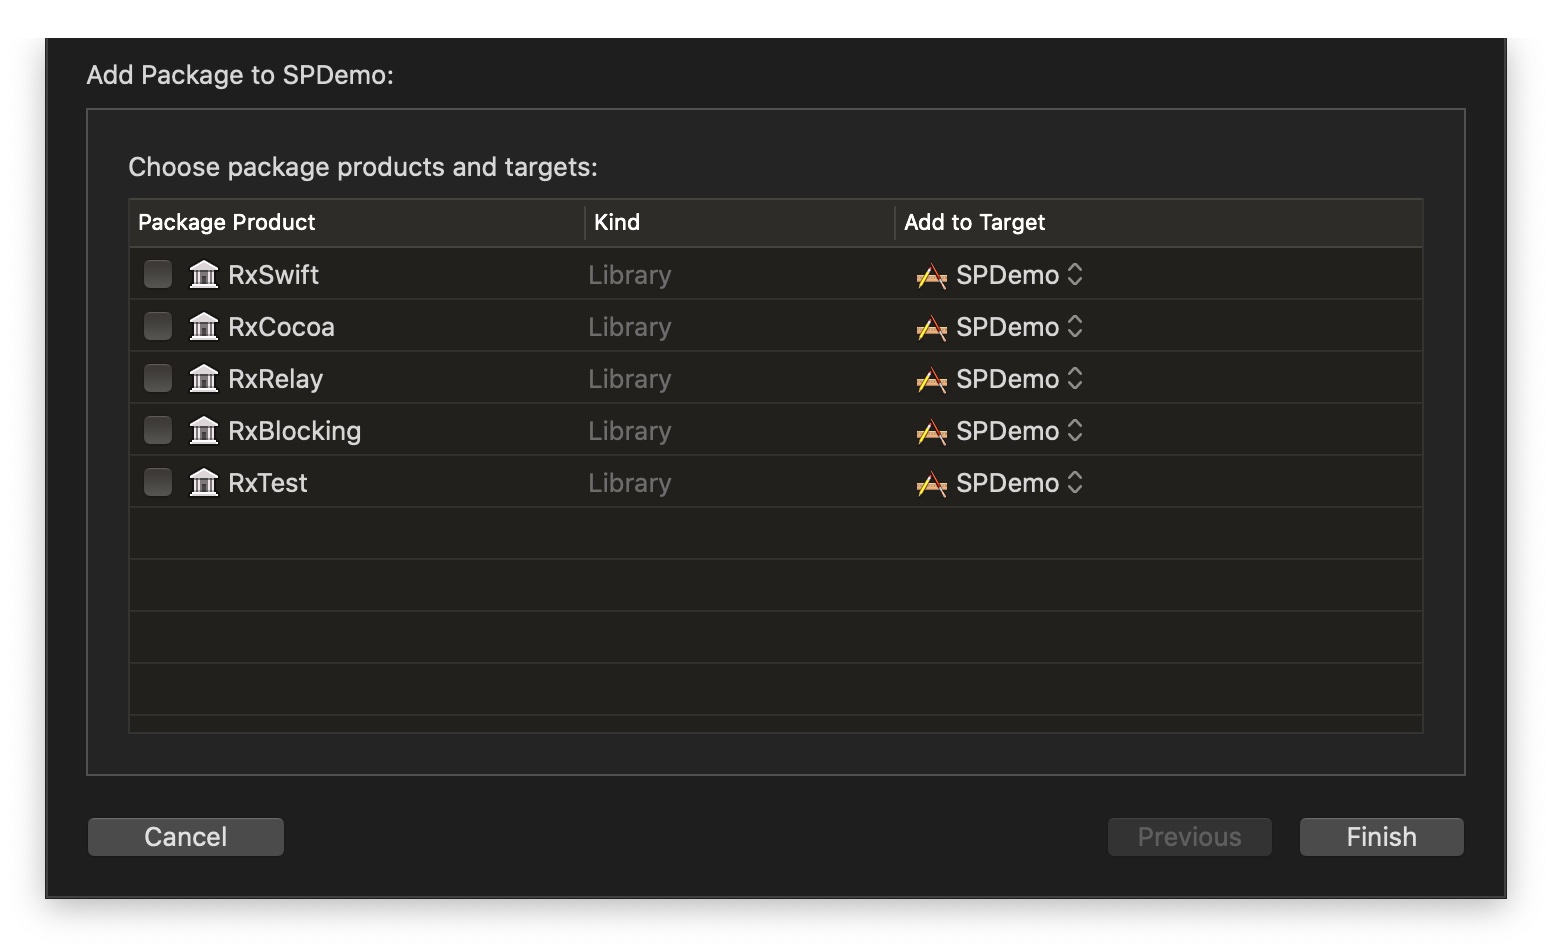 Add Package to SPDemo:
Choose package products and targets:
Package Product Kind Add to Target
RxSwift Library SPDemo
RxCocoa Library SPDemo
RxRelay Library SPDemo
RxBlocking Library SPDemo
RxTest Library SPDemo
Cancel Previous Finish